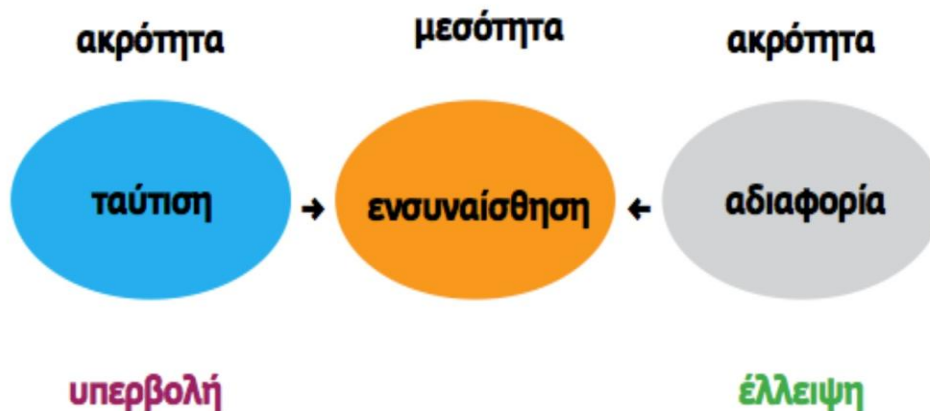 ακρότητα μεσότητα ακρότητα
ταύτιση → ενσυναίσθηση ← αδιαφορία
υπερβολή έλλειψη